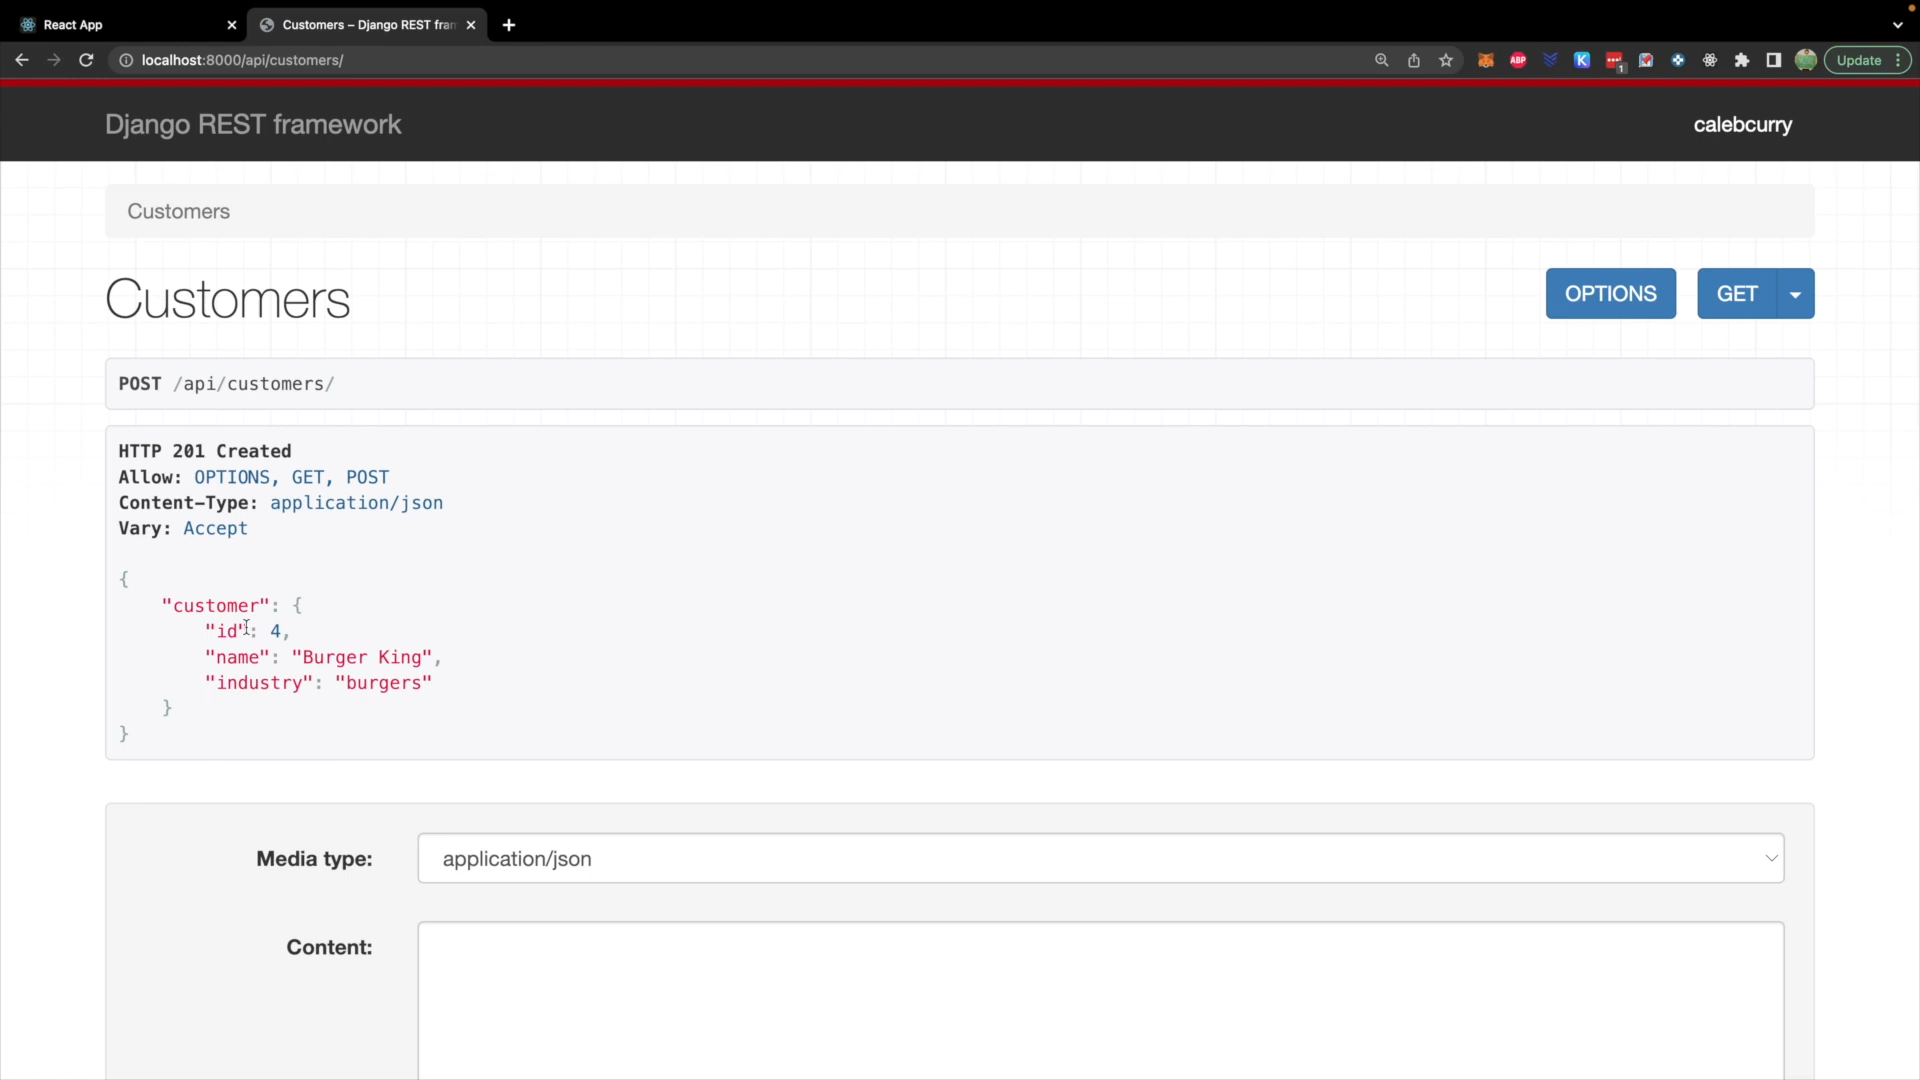 React App
Customers – Django REST fran
localhost:8000/api/customers/
ABP
K
1
Update
Django REST framework
calebcurry
Customers
Customers
OPTIONS
GET
POST /api/customers/
HTTP 201 Created
Allow: OPTIONS, GET, POST
Content-Type: application/json
Vary: Accept
{
"customer": {
"id": 4,
"name": "Burger King",
"industry": "burgers"
}
}
Media type:
application/json
Content: